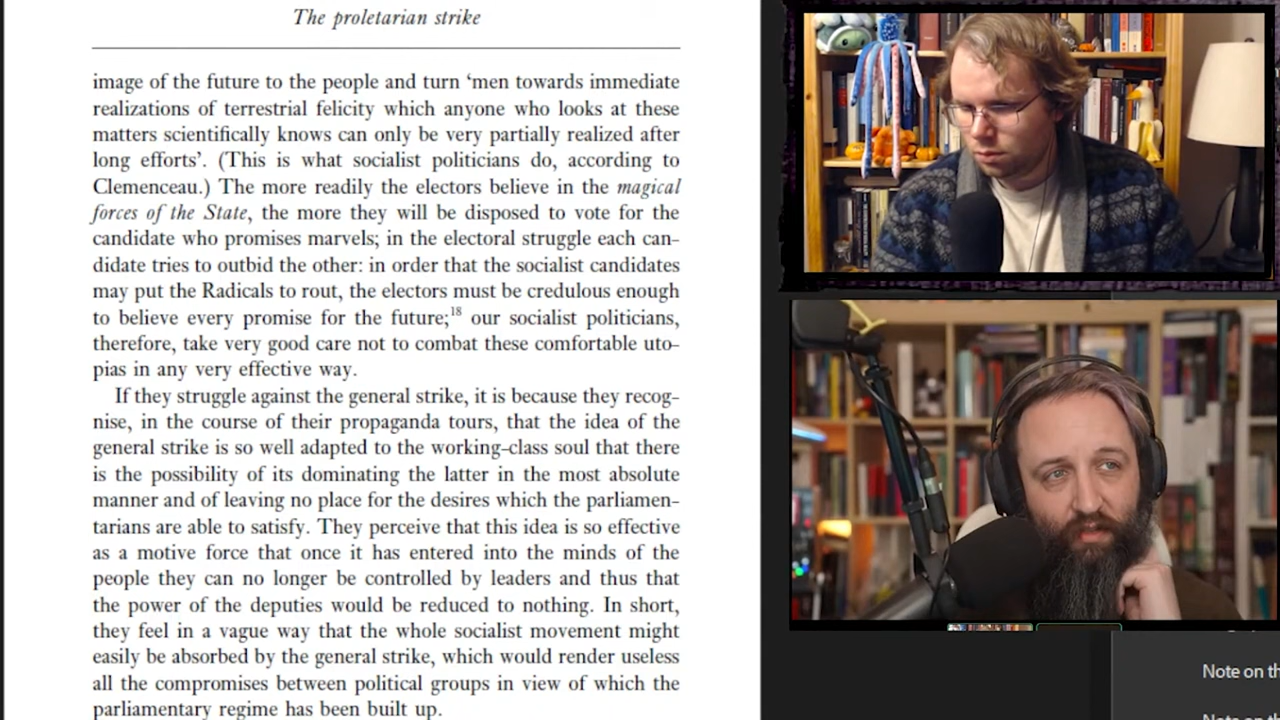 The proletarian strike
image of the future to the people and turn ‘men towards immediate
realizations of terrestrial felicity which anyone who looks at these
matters scientifically knows can only be very partially realized after
long efforts’. (This is what socialist politicians do, according to
Clemenceau.) The more readily the electors believe in the magical
forces of the State, the more they will be disposed to vote for the
candidate who promises marvels; in the electoral struggle each can-
didate tries to outbid the other: in order that the socialist candidates
may put the Radicals to rout, the electors must be credulous enough
to believe every promise for the future;18 our socialist politicians,
therefore, take very good care not to combat these comfortable uto-
pias in any very effective way.
If they struggle against the general strike, it is because they recog-
nise, in the course of their propaganda tours, that the idea of the
general strike is so well adapted to the working-class soul that there
is the possibility of its dominating the latter in the most absolute
manner and of leaving no place for the desires which the parliamen-
tarians are able to satisfy. They perceive that this idea is so effective
as a motive force that once it has entered into the minds of the
people they can no longer be controlled by leaders and thus that
the power of the deputies would be reduced to nothing. In short,
they feel in a vague way that the whole socialist movement might
easily be absorbed by the general strike, which would render useless
all the compromises between political groups in view of which the
parliamentary regime has been built up.
Note on th